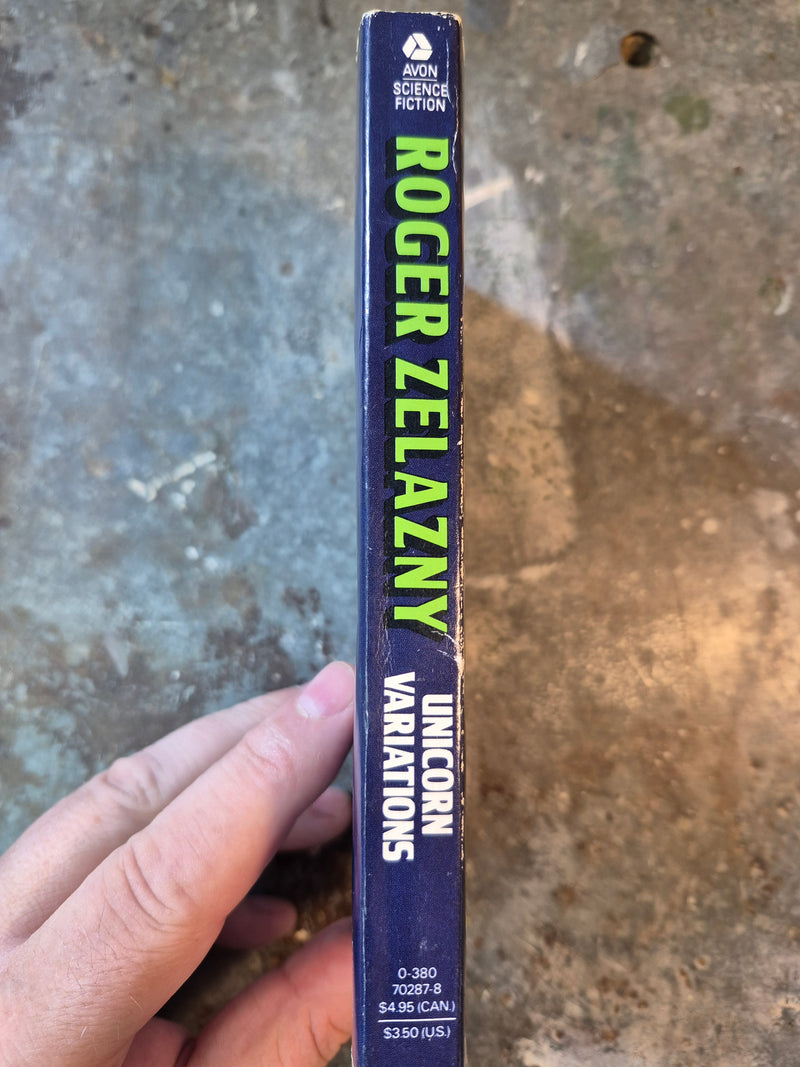 AVON
SCIENCE
FICTION
ROGER ZELAZNY
UNICORN
VARIATIONS
0-380
70287-8
$4.95 (CAN.)
$3.50 (U.S.)